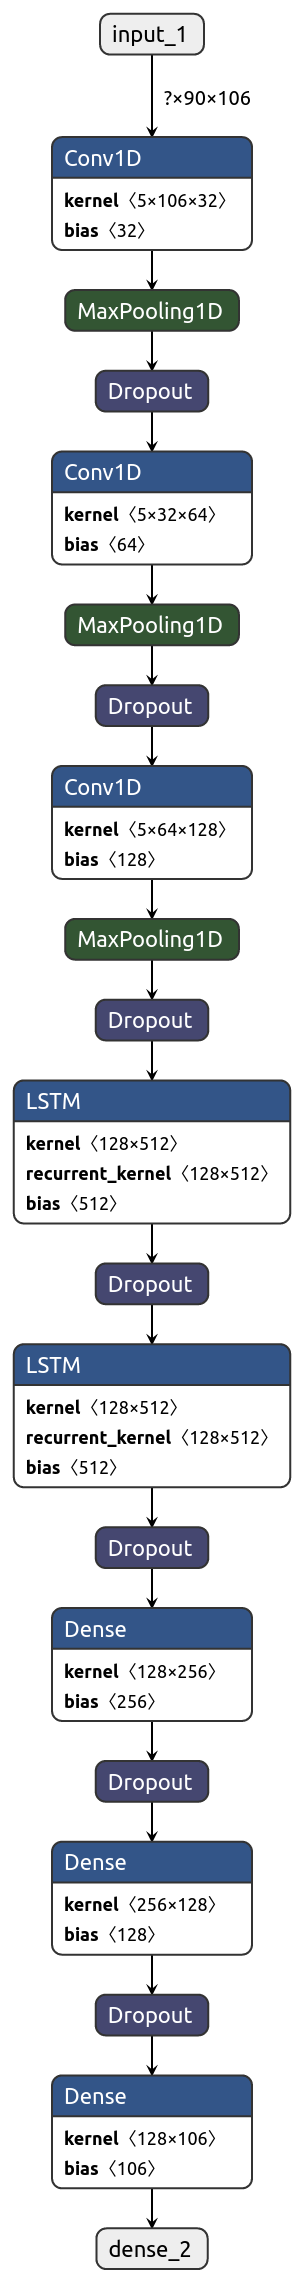 input_1
?×90×106
Conv1D
kernel〈5×106×32〉
bias〈32〉
MaxPooling1D
Dropout
Conv1D
kernel〈5×32×64〉
bias〈64〉
MaxPooling1D
Dropout
Conv1D
kernel〈5×64×128〉
bias〈128〉
MaxPooling1D
Dropout
LSTM
kernel〈128×512〉
recurrent_kernel〈128×512〉
bias〈512〉
Dropout
LSTM
kernel〈128×512〉
recurrent_kernel〈128×512〉
bias〈512〉
Dropout
Dense
kernel〈128×256〉
bias〈256〉
Dropout
Dense
kernel〈256×128〉
bias〈128〉
Dropout
Dense
kernel〈128×106〉
bias〈106〉
dense_2